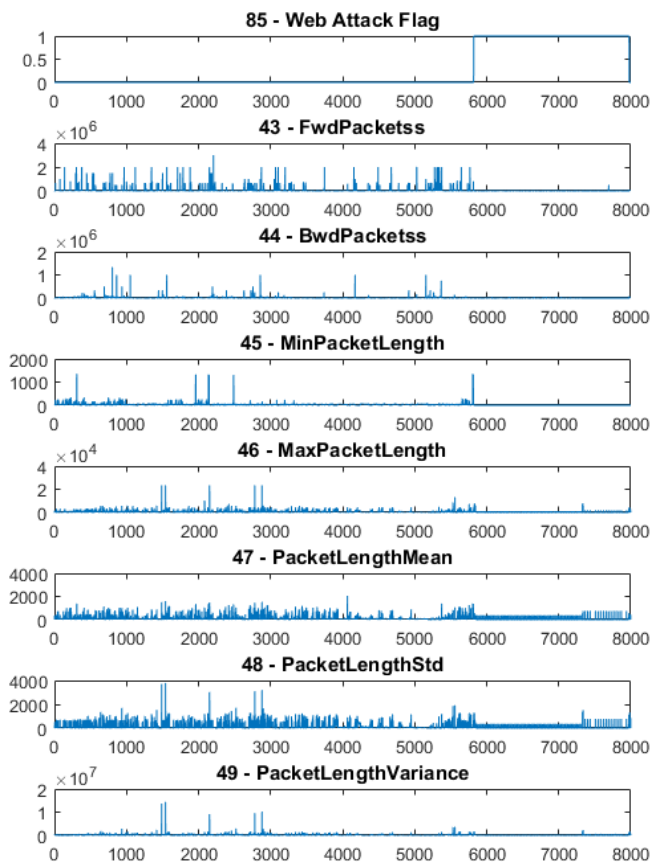 85 - Web Attack Flag
1
0.5
0
0 1000 2000 3000 4000 5000 6000 7000 8000
43 - FwdPacketss
× 10^6
4
2
0
0 1000 2000 3000 4000 5000 6000 7000 8000
44 - BwdPacketss
× 10^6
2
1
0
0 1000 2000 3000 4000 5000 6000 7000 8000
45 - MinPacketLength
2000
1000
0
0 1000 2000 3000 4000 5000 6000 7000 8000
46 - MaxPacketLength
× 10^4
4
2
0
0 1000 2000 3000 4000 5000 6000 7000 8000
47 - PacketLengthMean
4000
2000
0
0 1000 2000 3000 4000 5000 6000 7000 8000
48 - PacketLengthStd
4000
2000
0
0 1000 2000 3000 4000 5000 6000 7000 8000
49 - PacketLengthVariance
× 10^7
2
1
0
0 1000 2000 3000 4000 5000 6000 7000 8000